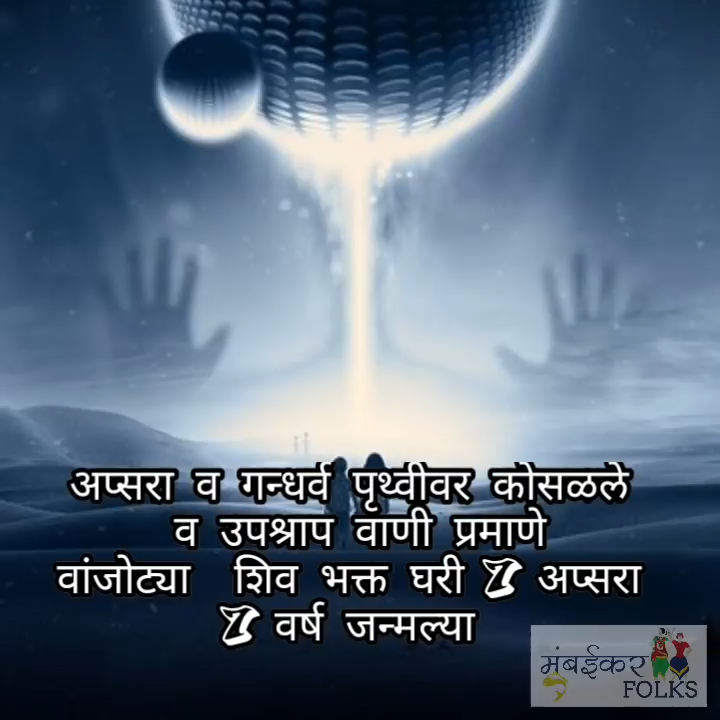 अप्सरा व गन्धर्व पृथ्वीवर कोसळले
व उपश्राप वाणी प्रमाणे
वांजोट्या शिव भक्त घरी 7 अप्सरा
7 वर्ष जन्मल्या
मंबईकर
FOLKS